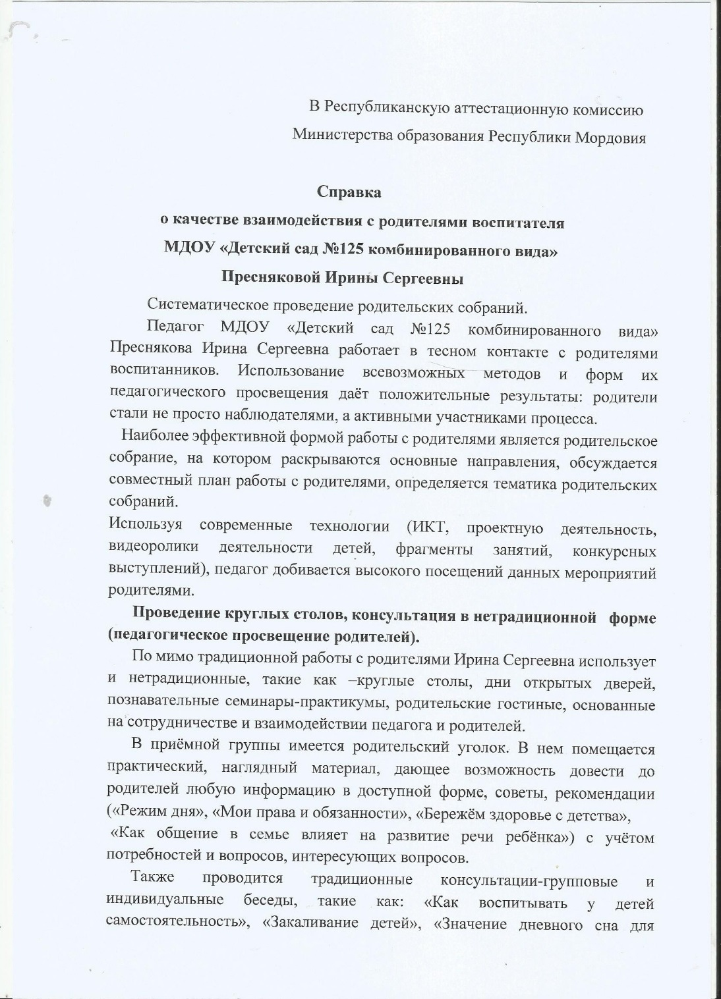 В Республиканскую аттестационную комиссию
Министерства образования Республики Мордовия
Справка
о качестве взаимодействия с родителями воспитателя
МДОУ «Детский сад №125 комбинированного вида»
Пресняковой Ирины Сергеевны
Систематическое проведение родительских собраний.
Педагог МДОУ «Детский сад №125 комбинированного вида»
Преснякова Ирина Сергеевна работает в тесном контакте с родителями
воспитанников. Использование всевозможных методов и форм их
педагогического просвещения даёт положительные результаты: родители
стали не просто наблюдателями, а активными участниками процесса.
Наиболее эффективной формой работы с родителями является родительское
собрание, на котором раскрываются основные направления, обсуждается
совместный план работы с родителями, определяется тематика родительских
собраний.
Используя современные технологии (ИКТ, проектную деятельность,
видеоролики деятельности детей, фрагменты занятий, конкурсных
выступлений), педагог добивается высокого посещений данных мероприятий
родителями.
Проведение круглых столов, консультация в нетрадиционной форме
(педагогическое просвещение родителей).
По мимо традиционной работы с родителями Ирина Сергеевна использует
и нетрадиционные, такие как –круглые столы, дни открытых дверей,
познавательные семинары-практикумы, родительские гостиные, основанные
на сотрудничестве и взаимодействии педагога и родителей.
В приёмной группы имеется родительский уголок. В нем помещается
практический, наглядный материал, дающее возможность довести до
родителей любую информацию в доступной форме, советы, рекомендации
(«Режим дня», «Мои права и обязанности», «Бережём здоровье с детства»,
«Как общение в семье влияет на развитие речи ребёнка») с учётом
потребностей и вопросов, интересующих вопросов.
Также проводится традиционные консультации-групповые и
индивидуальные беседы, такие как: «Как воспитывать у детей
самостоятельность», «Закаливание детей», «Значение дневного сна для